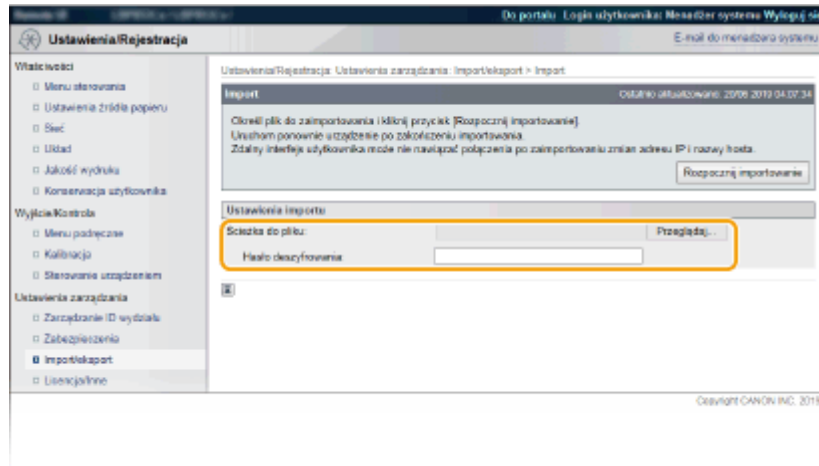 Do portalu Login użytkownika: Menadżer systemu Wyloguj się
Ustawienia/Rejestracja
E-mail do menadżera systemu
Właściwości
Menu sterowania
Ustawienia źródła papieru
Sieć
Układ
Jakość wydruku
Konserwacja użytkownika
Wyjście/Kontrola
Menu podręczne
Kalibracja
Sterowanie urządzeniem
Ustawienia zarządzania
Zarządzanie ID wydziału
Zabezpieczenia
Import/eksport
Licencja/Inne
Ustawienia/Rejestracja: Ustawienia zarządzania: Import/eksport > Import
Import
Ostatnio aktualizowano: 20/06 2019 04:07:34
Określ plik do zaimportowania i kliknij przycisk [Rozpocznij importowanie].
Uruchom ponownie urządzenie po zakończeniu importowania.
Zdalny interfejs użytkownika może nie nawiązać połączenia po zaimportowaniu zmian adresu IP i nazwy hosta.
Rozpocznij importowanie
Ustawienia importu
Ścieżka do pliku:
Przeglądaj...
Hasło deszyfrowania:
Copyright CANON INC. 2019